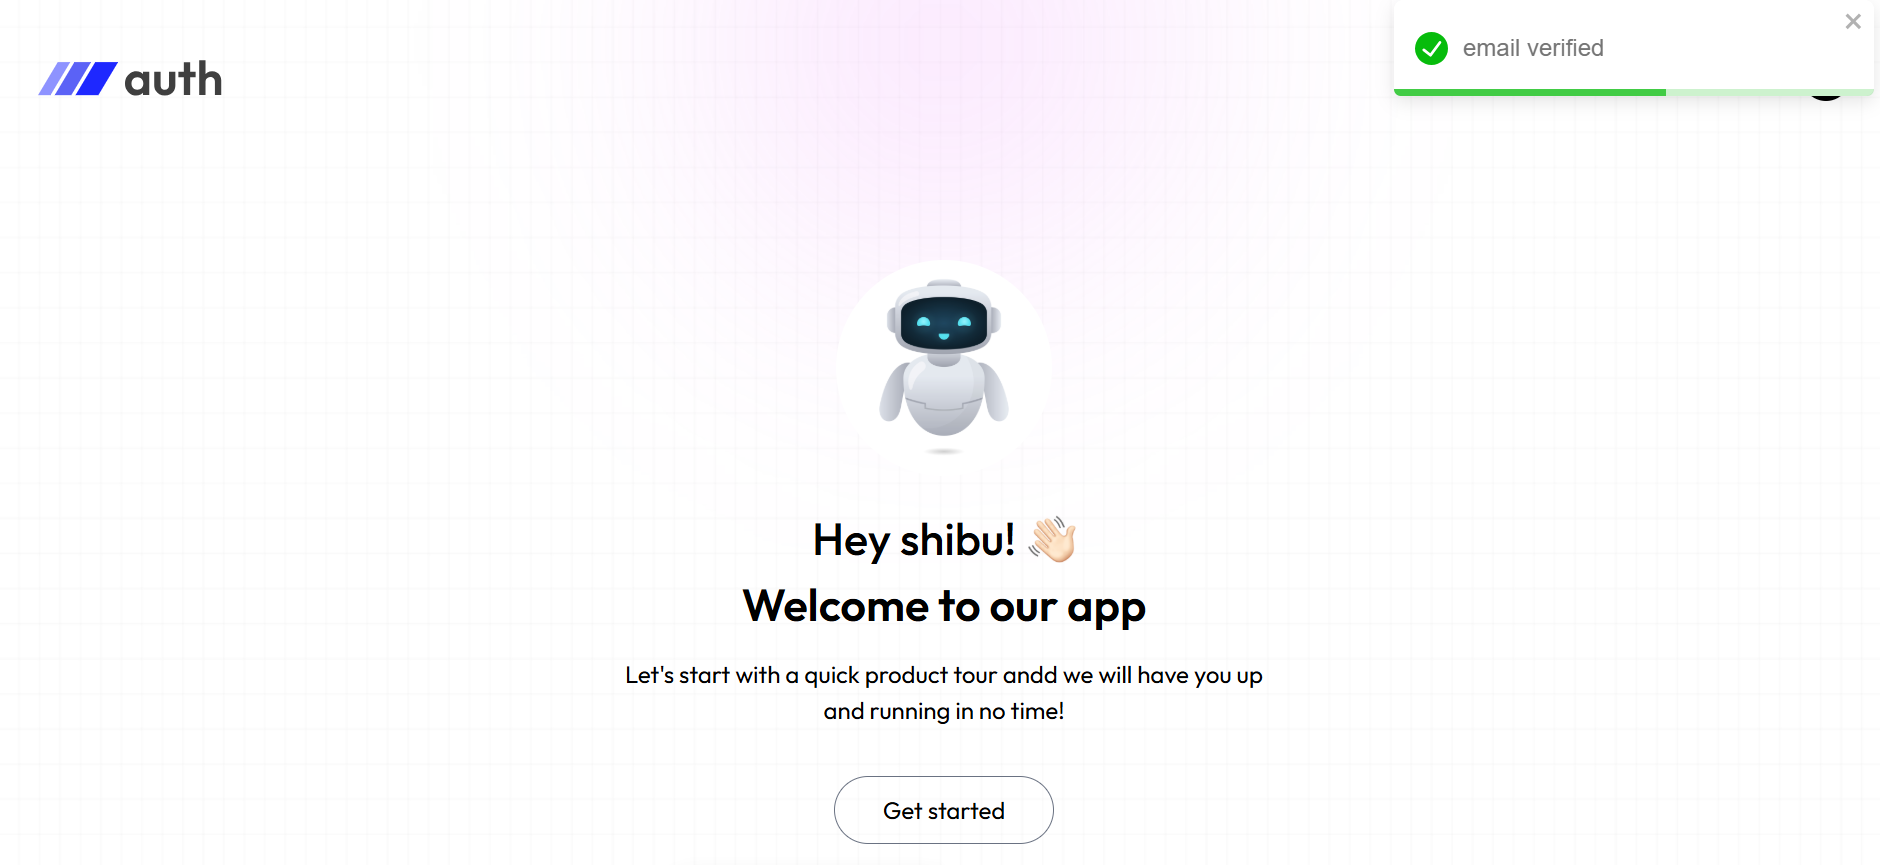 auth
email verified
Hey shibu! 👋🏻
Welcome to our app
Let's start with a quick product tour andd we will have you up
and running in no time!
Get started